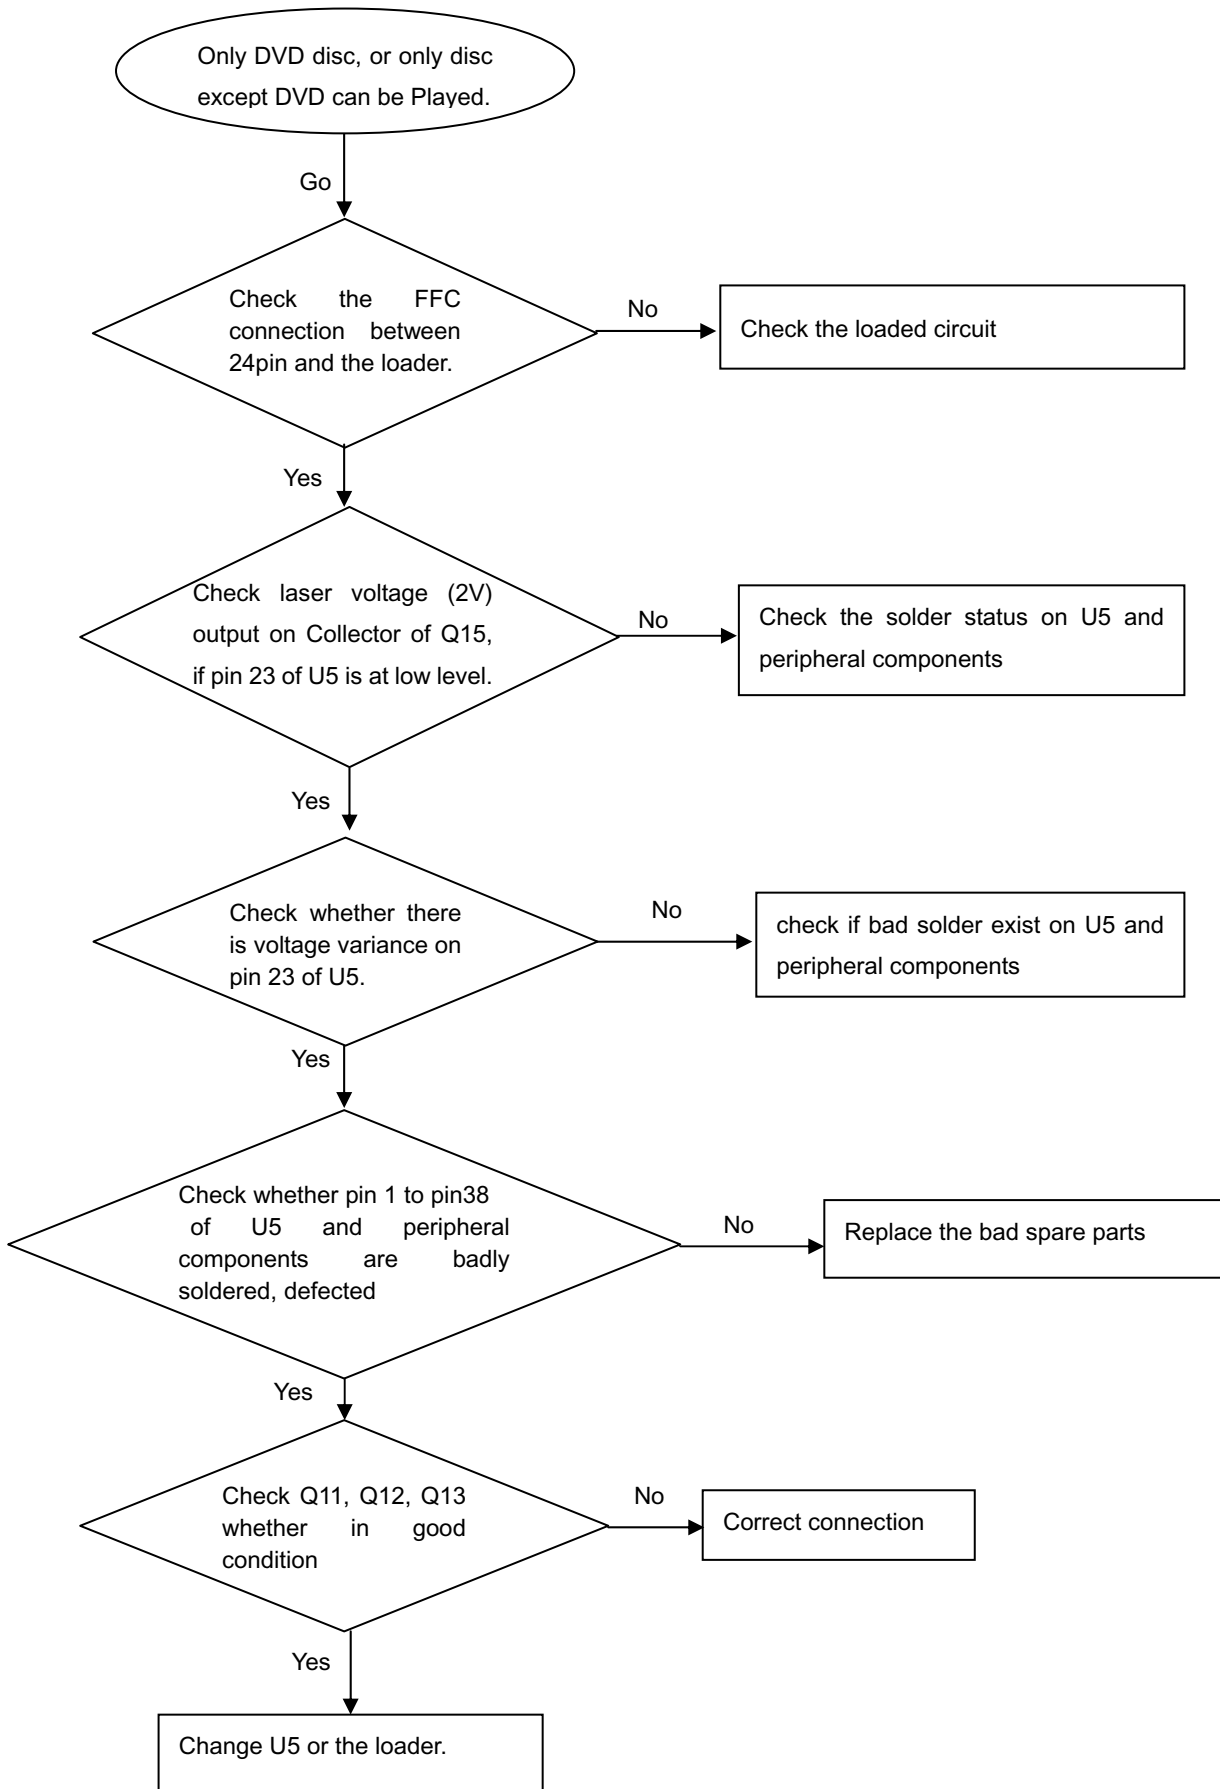 Only DVD disc, or only disc
except DVD can be Played.
Go
Check the FFC
connection between
24pin and the loader.
No
Check the loaded circuit
Yes
Check laser voltage (2V)
output on Collector of Q15,
if pin 23 of U5 is at low level.
No
Check the solder status on U5 and
peripheral components
Yes
Check whether there
is voltage variance on
pin 23 of U5.
No
check if bad solder exist on U5 and
peripheral components
Yes
Check whether pin 1 to pin38
of U5 and peripheral
components are badly
soldered, defected
No
Replace the bad spare parts
Yes
Check Q11, Q12, Q13
whether in good
condition
No
Correct connection
Yes
Change U5 or the loader.